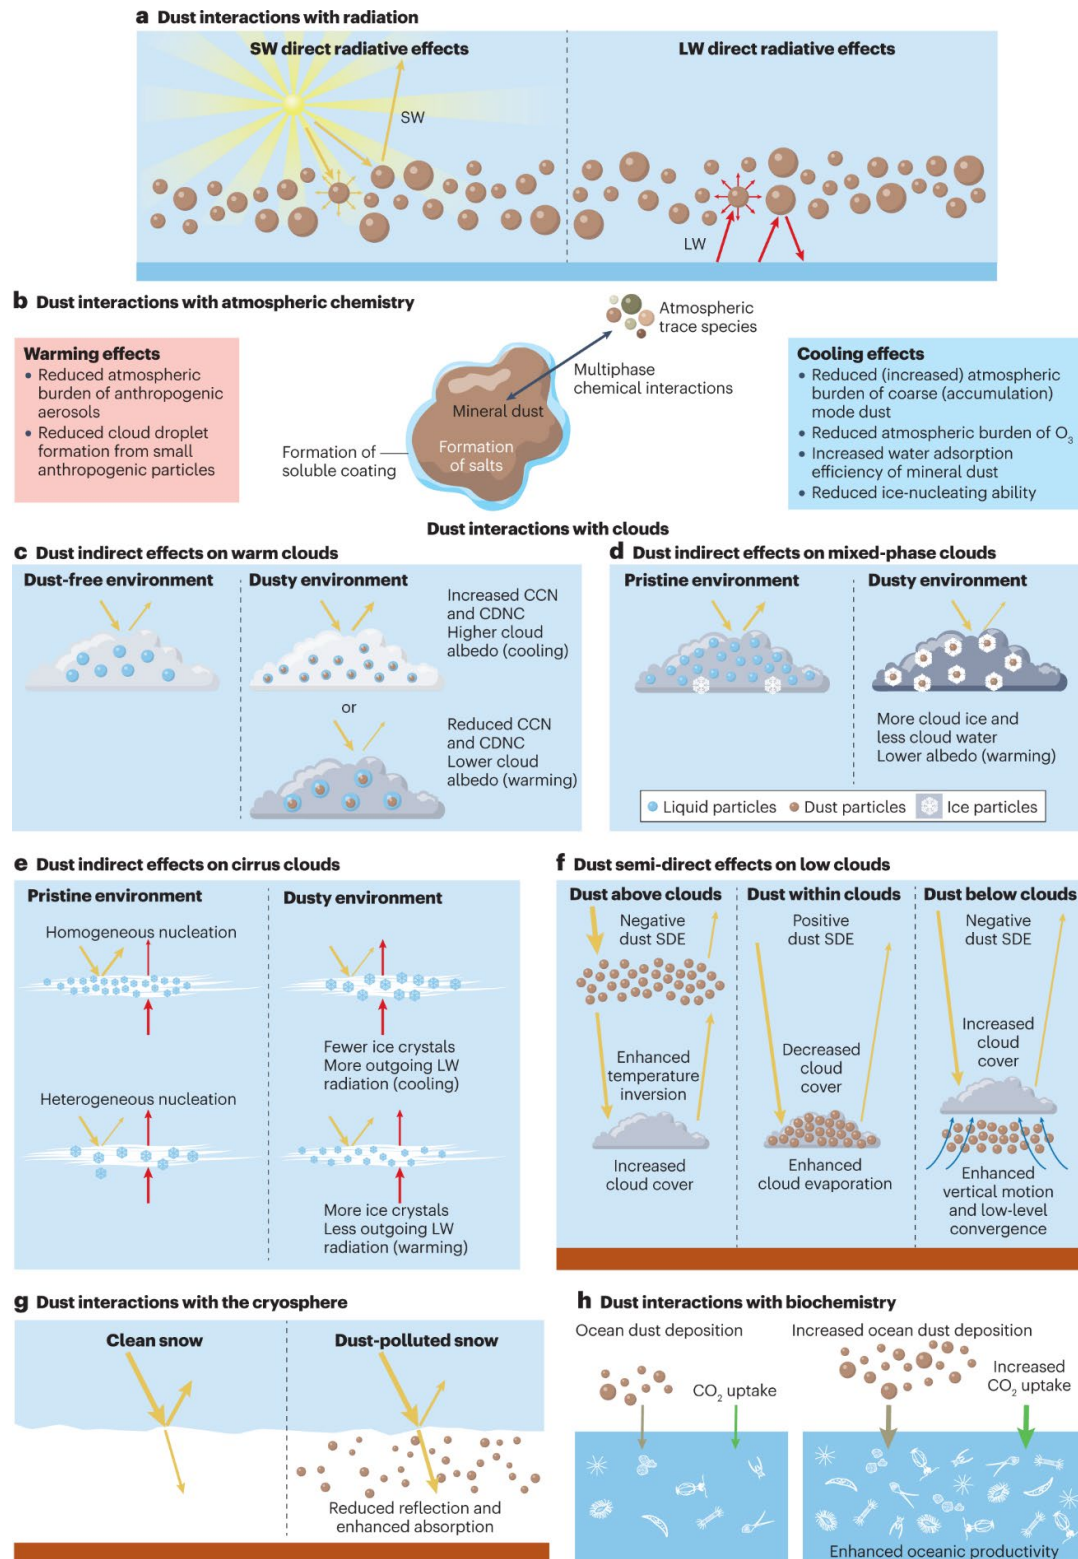 a Dust interactions with radiation
SW direct radiative effects
SW
LW direct radiative effects
LW
b Dust interactions with atmospheric chemistry
Warming effects
• Reduced atmospheric
burden of anthropogenic
aerosols
• Reduced cloud droplet
formation from small
anthropogenic particles
Atmospheric
trace species
Multiphase
chemical interactions
Mineral dust
Formation
of salts
Formation of
soluble coating
Cooling effects
• Reduced (increased) atmospheric
burden of coarse (accumulation)
mode dust
• Reduced atmospheric burden of O₃
• Increased water adsorption
efficiency of mineral dust
• Reduced ice-nucleating ability
Dust interactions with clouds
c Dust indirect effects on warm clouds
Dust-free environment
Dusty environment
Increased CCN
and CDNC
Higher cloud
albedo (cooling)
or
Reduced CCN
and CDNC
Lower cloud
albedo (warming)
d Dust indirect effects on mixed-phase clouds
Pristine environment
Dusty environment
More cloud ice and
less cloud water
Lower albedo (warming)
Liquid particles
Dust particles
Ice particles
e Dust indirect effects on cirrus clouds
Pristine environment
Homogeneous nucleation
Heterogeneous nucleation
Dusty environment
Fewer ice crystals
More outgoing LW
radiation (cooling)
More ice crystals
Less outgoing LW
radiation (warming)
f Dust semi-direct effects on low clouds
Dust above clouds
Negative
dust SDE
Enhanced
temperature
inversion
Increased
cloud cover
Dust within clouds
Positive
dust SDE
Decreased
cloud
cover
Enhanced
cloud evaporation
Dust below clouds
Negative
dust SDE
Increased
cloud
cover
Enhanced
vertical motion
and low-level
convergence
g Dust interactions with the cryosphere
Clean snow
Dust-polluted snow
Reduced reflection and
enhanced absorption
h Dust interactions with biochemistry
Ocean dust deposition
CO₂ uptake
Increased ocean dust deposition
Increased
CO₂ uptake
Enhanced oceanic productivity